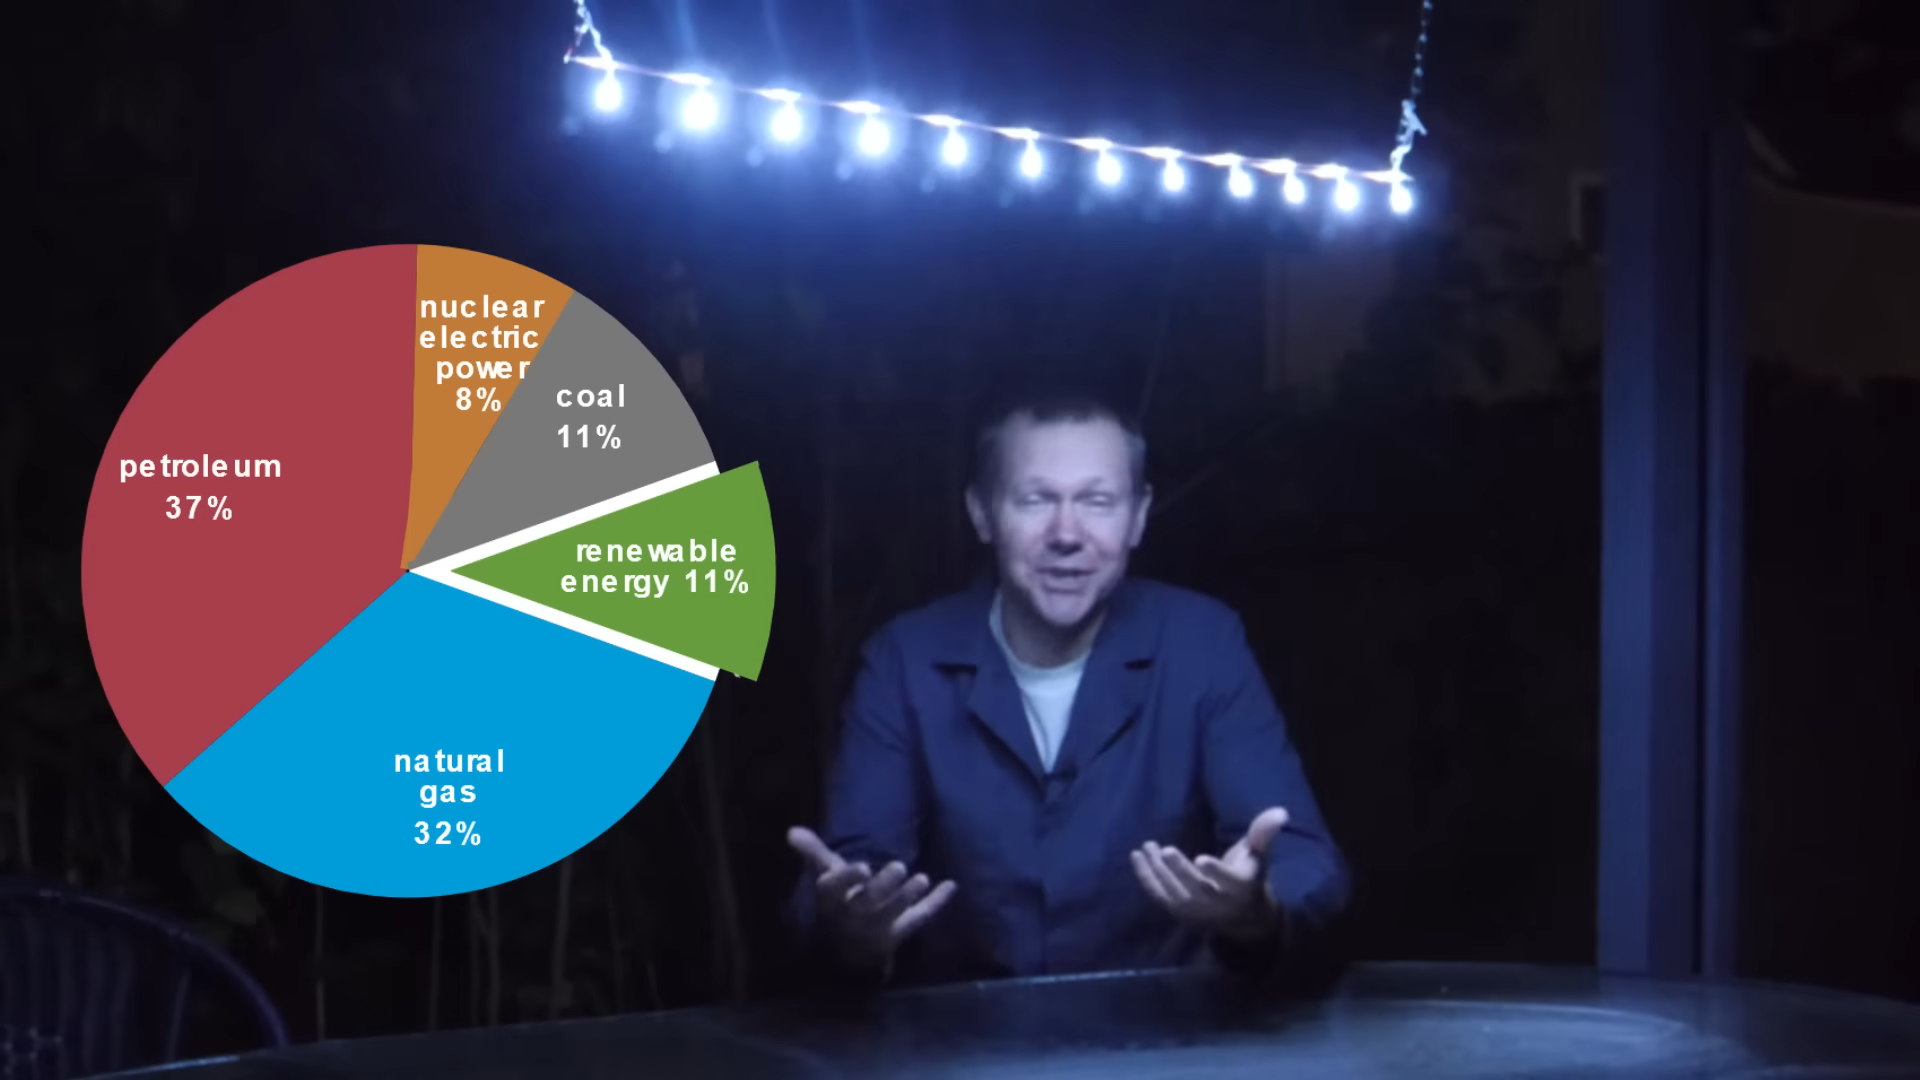 nuclear
electric
power
8%
coal
11%
petroleum
37%
renewable
energy 11%
natural
gas
32%